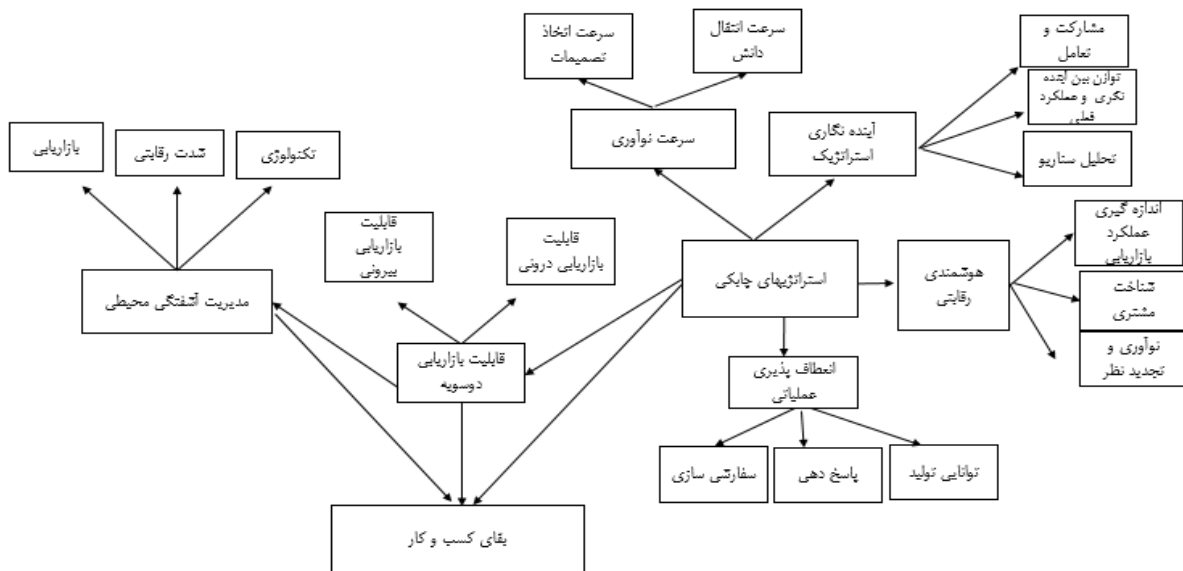 سرعت انتقال
دانش
سرعت اتخاذ
تصمیمات
مشارکت و
تعامل
توازن بین آینده
نگری و عملکرد
قبلی
تحلیل سناریو
آینده نگاری
استراتژیک
سرعت نوآوری
تکنولوژی
شدت رقابتی
بازاریابی
اندازه گیری
عملکرد
بازاریابی
شناخت
مشتری
نوآوری و
تجدید نظر
هوشمندی
رقابتی
استراتژیهای چابکی
قابلیت
بازاریابی درونی
قابلیت
بازاریابی
بیرونی
مدیریت آشفتگی محیطی
قابلیت بازاریابی
دوسویه
انعطاف پذیری
عملیاتی
توانایی تولید
پاسخ دهی
سفارشی سازی
بقای کسب و کار